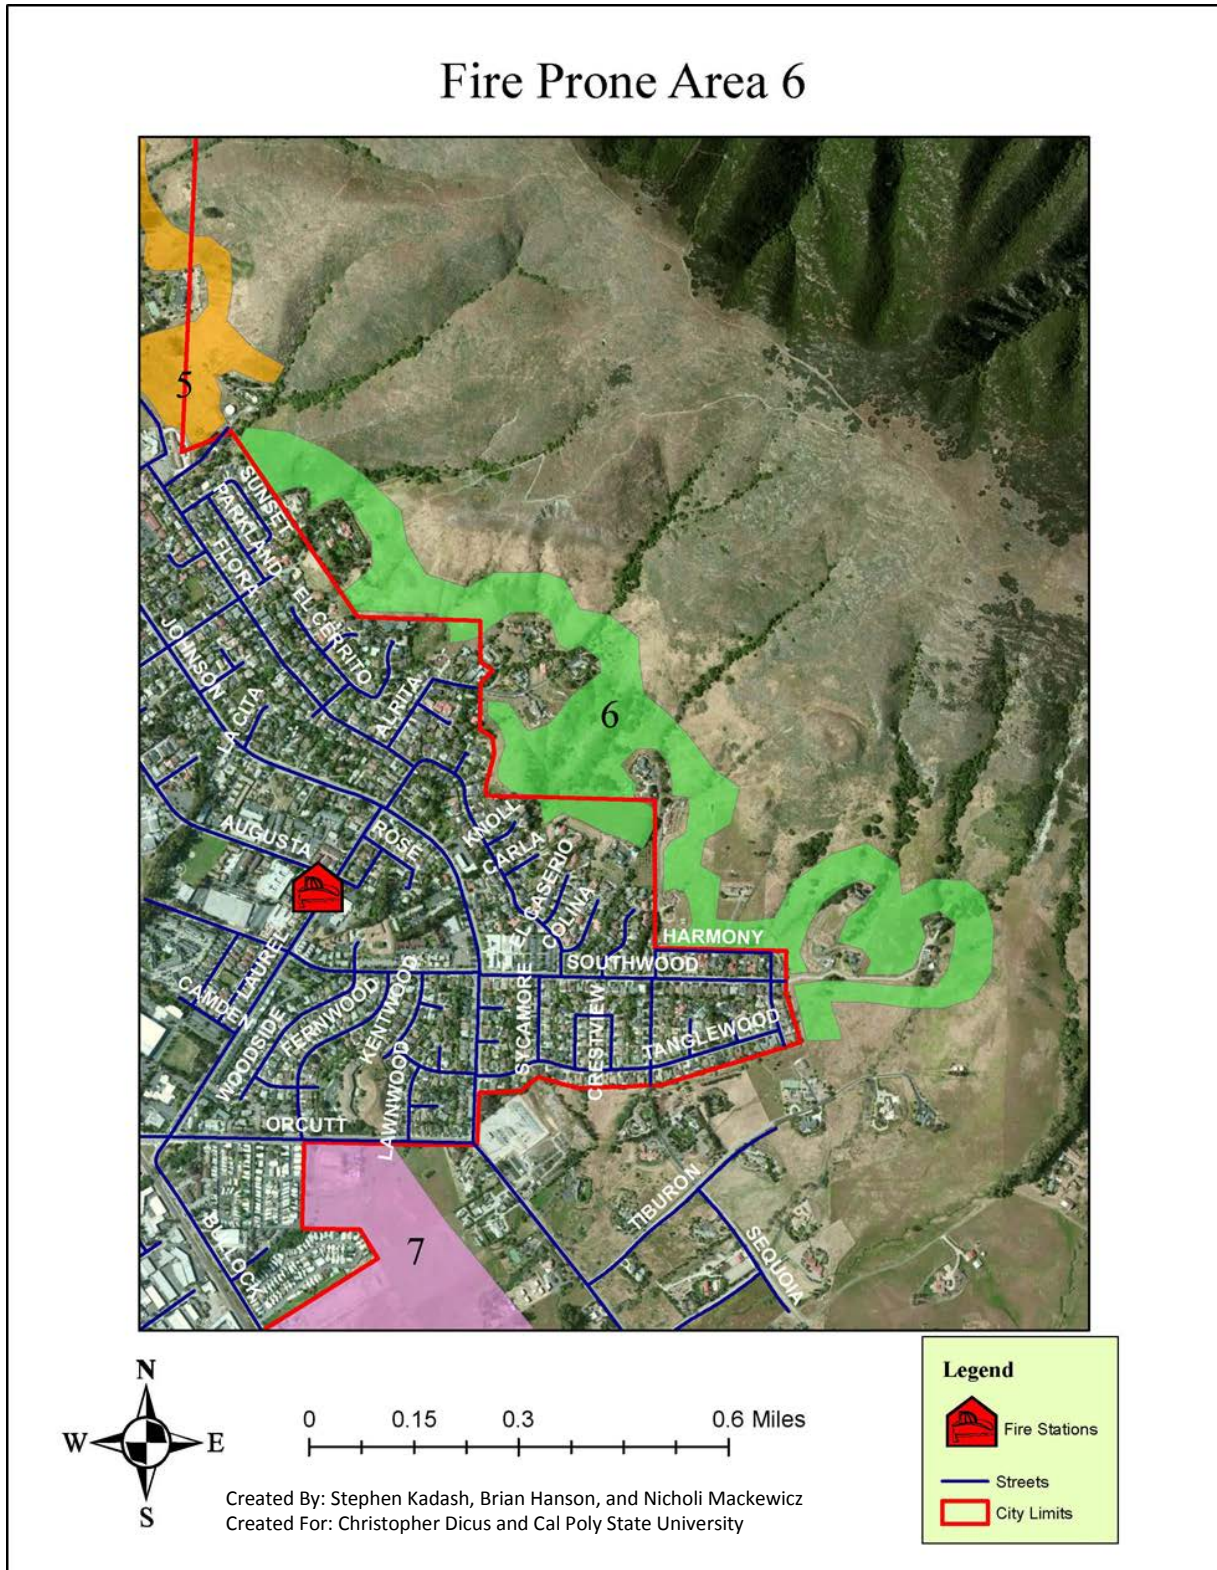 Fire Prone Area 6
5
SUNSET
PARKLAND
FLORA
EL CERRITO
JOHNSON
LA CITA
ALRITA
6
AUGUSTA
ROSE
KNOLL
CARLA
EL CASERIO
COLINA
HARMONY
SOUTHWOOD
LAUREL
CAMDEN
WOODSIDE
FERNWOOD
KENTWOOD
LAWNWOOD
SYCAMORE
CRESTVIEW
TANGLEWOOD
ORCUTT
TIBURON
SEQUOIA
BULLOCK
7
N
W
E
S
0 0.15 0.3 0.6 Miles
Legend
Fire Stations
Streets
City Limits
Created By: Stephen Kadash, Brian Hanson, and Nicholi Mackewicz
Created For: Christopher Dicus and Cal Poly State University